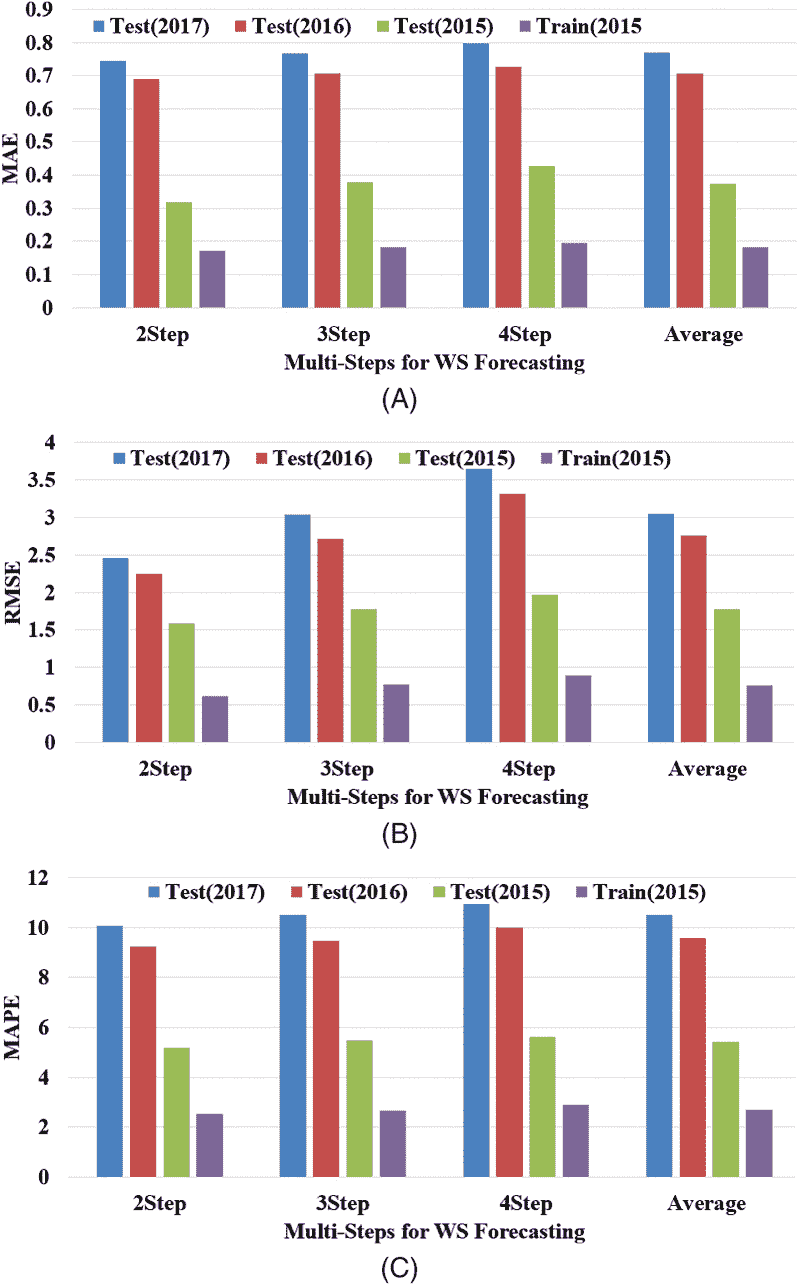 0.9
Test(2017) Test(2016) Test(2015) Train(2015
0.8
0.7
0.6
0.5
0.4
0.3
0.2
0.1
0
MAE
2Step 3Step 4Step Average
Multi-Steps for WS Forecasting
(A)
4
Test(2017) Test(2016) Test(2015) Train(2015)
3.5
3
2.5
2
1.5
1
0.5
0
RMSE
2Step 3Step 4Step Average
Multi-Steps for WS Forecasting
(B)
12
Test(2017) Test(2016) Test(2015) Train(2015)
10
8
6
4
2
0
MAPE
2Step 3Step 4Step Average
Multi-Steps for WS Forecasting
(C)